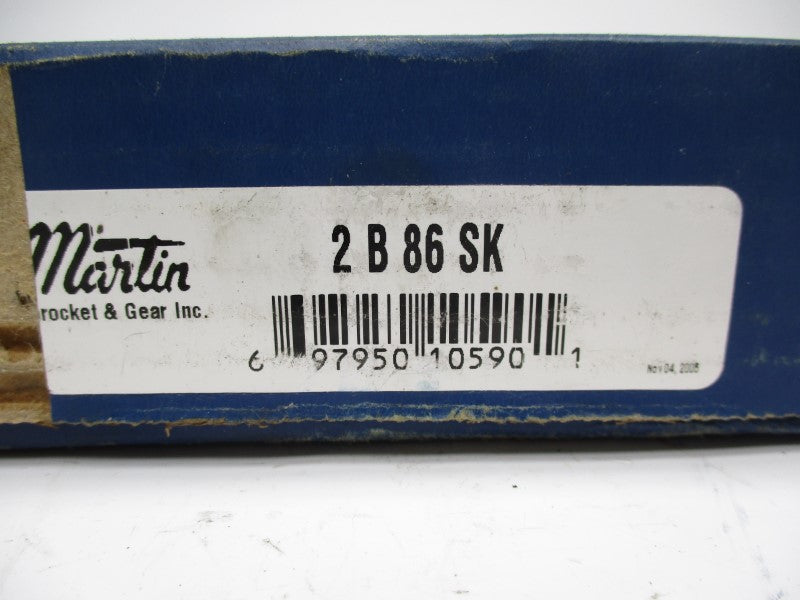 Martin
rocket & Gear Inc.
2 B 86 SK
6 97950 10590 1
Nov 04, 2008